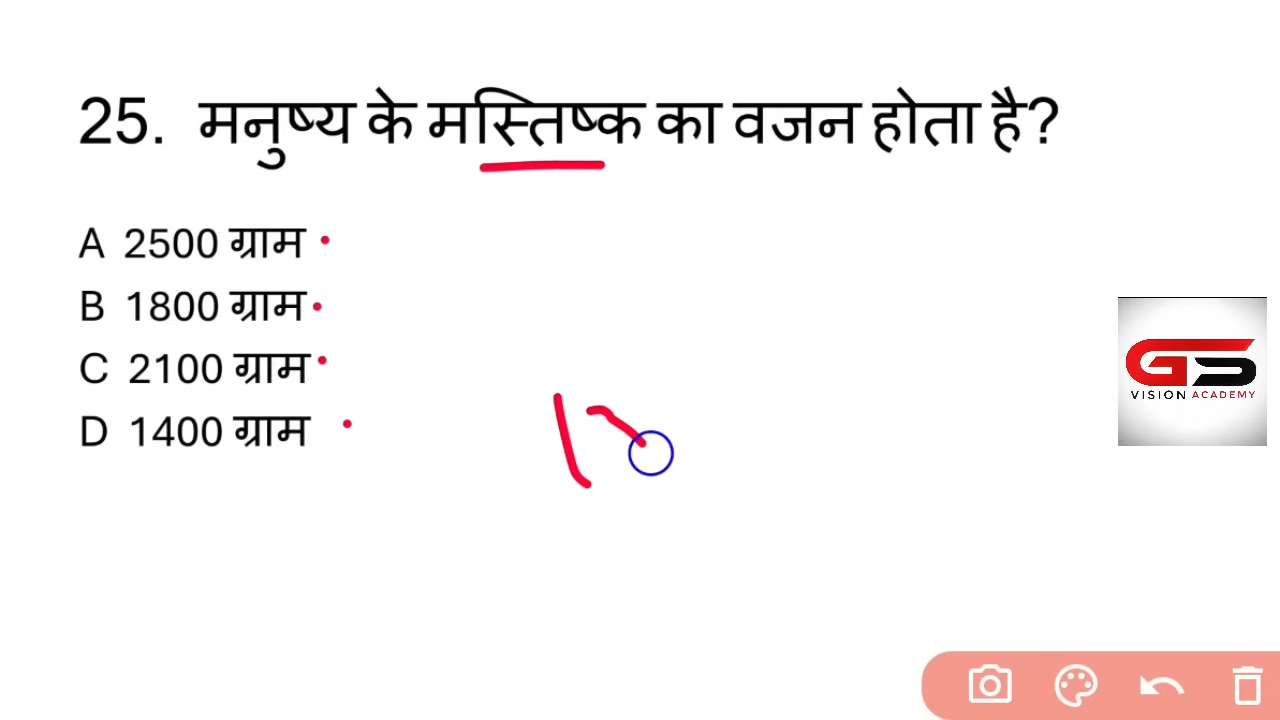 25. मनुष्य के मस्तिष्क का वजन होता है?
A 2500 ग्राम
B 1800 ग्राम
C 2100 ग्राम
D 1400 ग्राम
GS
VISION ACADEMY